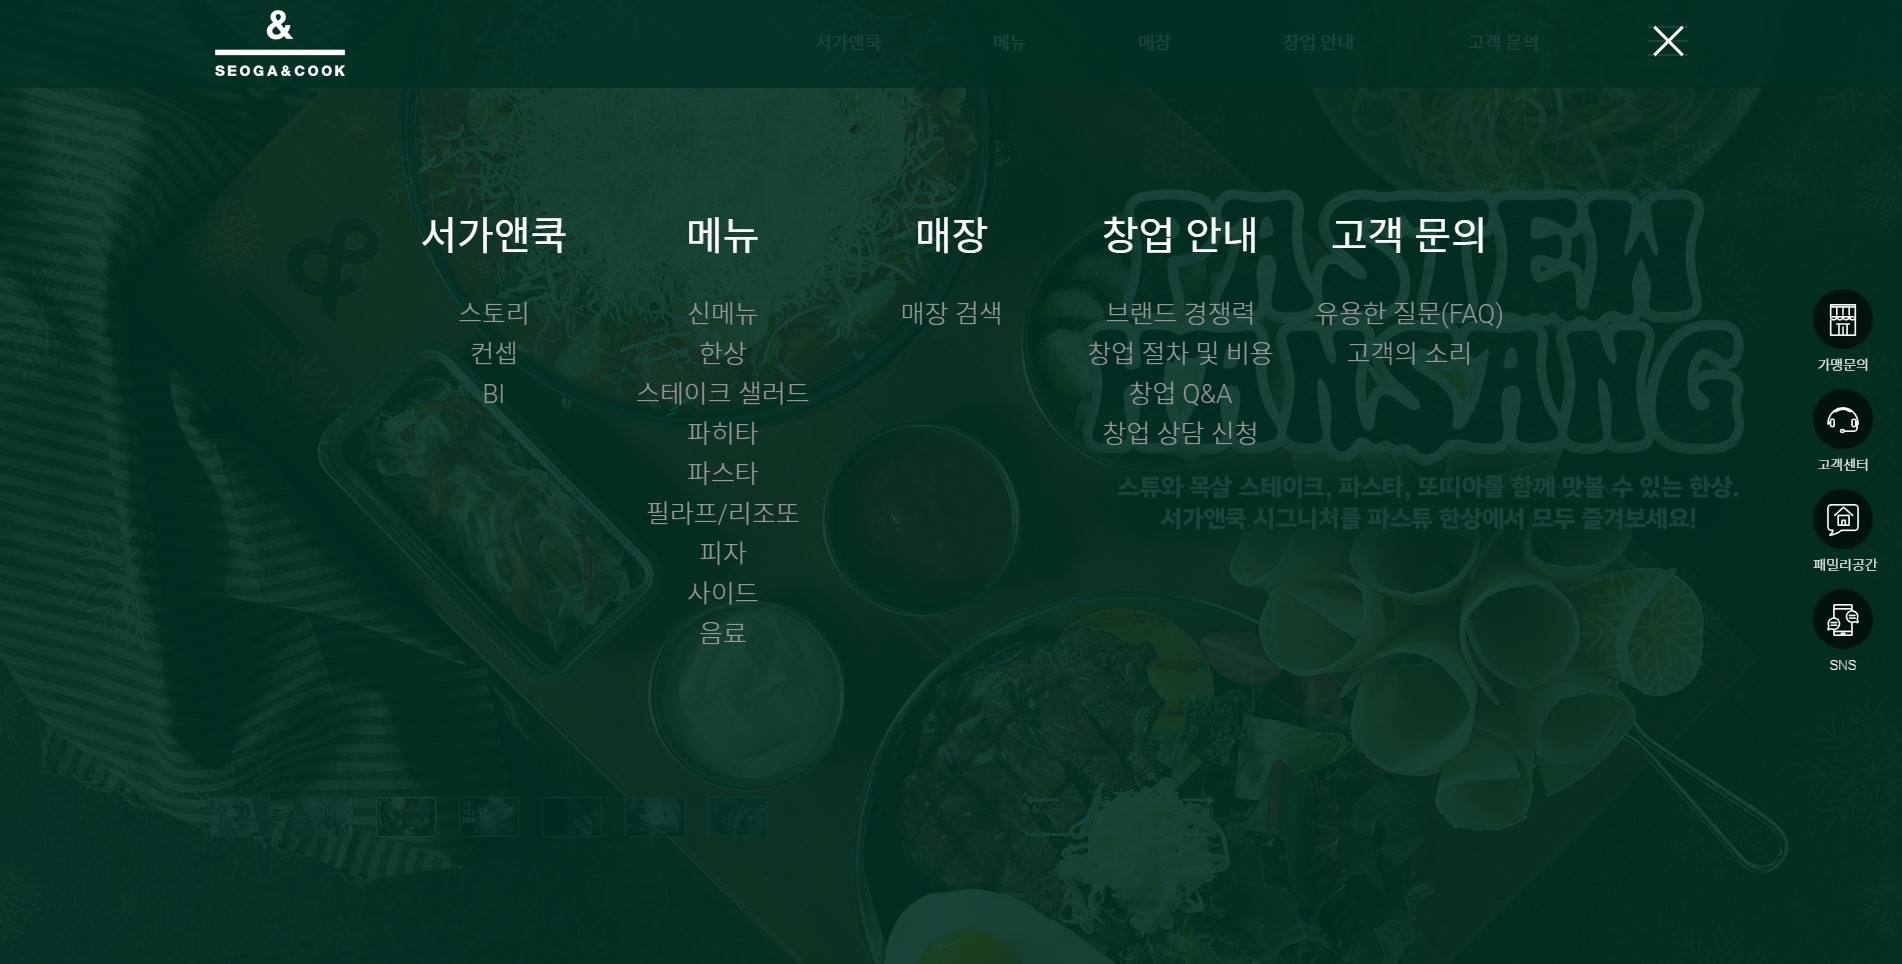 &
SEOGA&COOK
서가앤쿡
메뉴
매장
창업 안내
고객 문의
서가앤쿡
스토리
컨셉
BI
메뉴
신메뉴
한상
스테이크 샐러드
파히타
파스타
필라프/리조또
피자
사이드
음료
매장
매장 검색
창업 안내
브랜드 경쟁력
창업 절차 및 비용
창업 Q&A
창업 상담 신청
고객 문의
유용한 질문(FAQ)
고객의 소리
PASTEW
HANSANG
스튜와 목살 스테이크, 파스타, 또띠아를 함께 맛볼 수 있는 한상.
서가앤쿡 시그니처를 파스튜 한상에서 모두 즐겨보세요!
가맹문의
고객센터
패밀리공간
SNS